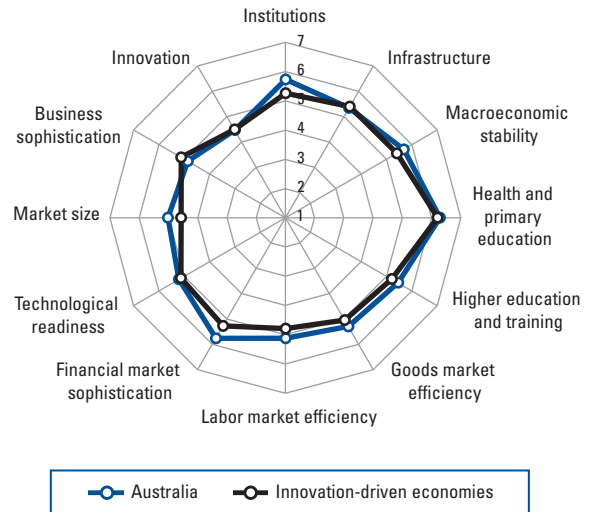 Institutions
7
6
5
4
3
2
1
Innovation
Infrastructure
Business
sophistication
Macroeconomic
stability
Market size
Health and
primary
education
Technological
readiness
Higher education
and training
Financial market
sophistication
Goods market
efficiency
Labor market efficiency
Australia
Innovation-driven economies